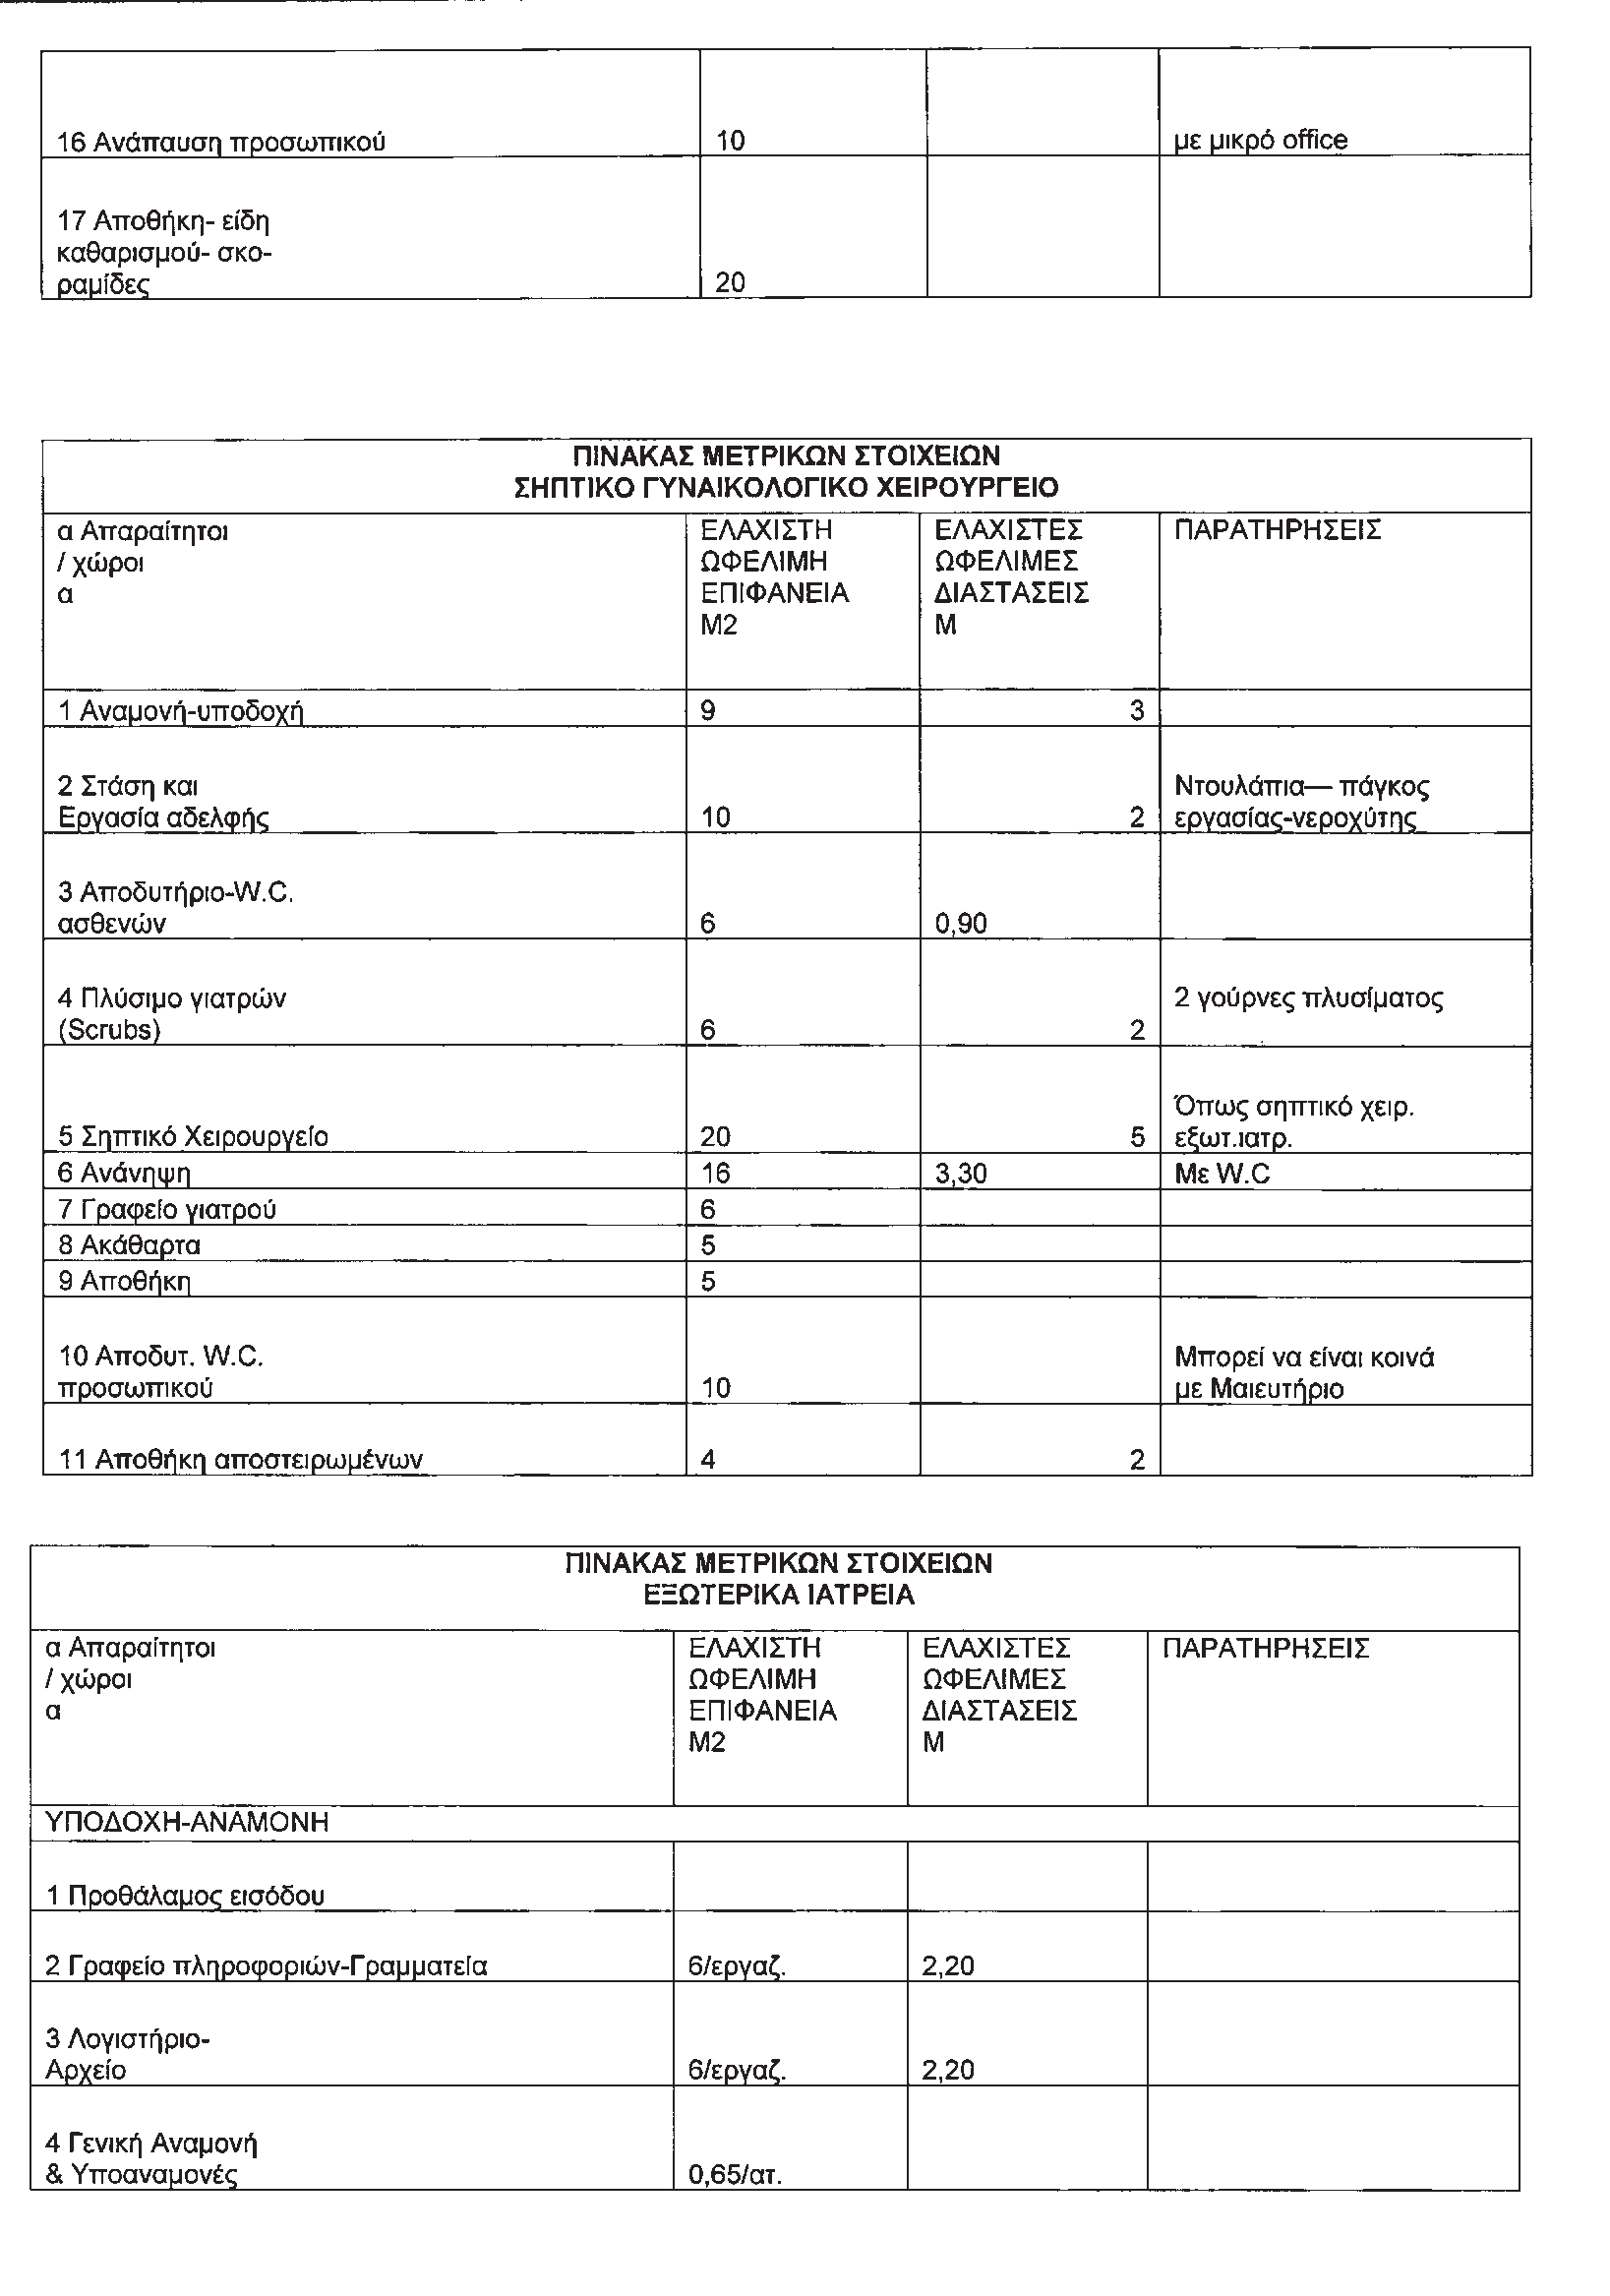 16 Ανάπαυση προσωπικού 10 με μικρό office
17 Αποθήκη- είδη
καθαρισμού- σκο-
ραμίδες 20
ΠΙΝΑΚΑΣ ΜΕΤΡΙΚΩΝ ΣΤΟΙΧΕΙΩΝ
ΣΗΠΤΙΚΟ ΓΥΝΑΙΚΟΛΟΓΙΚΟ ΧΕΙΡΟΥΡΓΕΙΟ
α Απαραίτητοι ΕΛΑΧΙΣΤΗ ΕΛΑΧΙΣΤΕΣ ΠΑΡΑΤΗΡΗΣΕΙΣ
/ χώροι ΩΦΕΛΙΜΗ ΩΦΕΛΙΜΕΣ
α ΕΠΙΦΑΝΕΙΑ ΔΙΑΣΤΑΣΕΙΣ
Μ2 Μ
1 Αναμονή-υποδοχή 9 3
2 Στάση και Ντουλάπια— πάγκος
Εργασία αδελφής 10 2 εργασίας-νεροχύτης
3 Αποδυτήριο-W.C.
ασθενών 6 0,90
4 Πλύσιμο γιατρών 2 γούρνες πλυσίματος
(Scrubs) 6 2
Όπως σηπτικό χειρ.
5 Σηπτικό Χειρουργείο 20 5 εξωτ.ιατρ.
6 Ανάνηψη 16 3,30 Με W.C
7 Γραφείο γιατρού 6
8 Ακάθαρτα 5
9 Αποθήκη 5
10 Αποδυτ. W.C. Μπορεί να είναι κοινά
προσωπικού 10 με Μαιευτήριο
11 Αποθήκη αποστειρωμένων 4 2
ΠΙΝΑΚΑΣ ΜΕΤΡΙΚΩΝ ΣΤΟΙΧΕΙΩΝ
ΕΞΩΤΕΡΙΚΑ ΙΑΤΡΕΙΑ
α Απαραίτητοι ΕΛΑΧΙΣΤΗ ΕΛΑΧΙΣΤΕΣ ΠΑΡΑΤΗΡΗΣΕΙΣ
/ χώροι ΩΦΕΛΙΜΗ ΩΦΕΛΙΜΕΣ
α ΕΠΙΦΑΝΕΙΑ ΔΙΑΣΤΑΣΕΙΣ
Μ2 Μ
ΥΠΟΔΟΧΗ-ΑΝΑΜΟΝΗ
1 Προθάλαμος εισόδου
2 Γραφείο πληροφοριών-Γραμματεία 6/εργαζ. 2,20
3 Λογιστήριο-
Αρχείο 6/εργαζ. 2,20
4 Γενική Αναμονή
& Υποαναμονές 0,65/ατ.